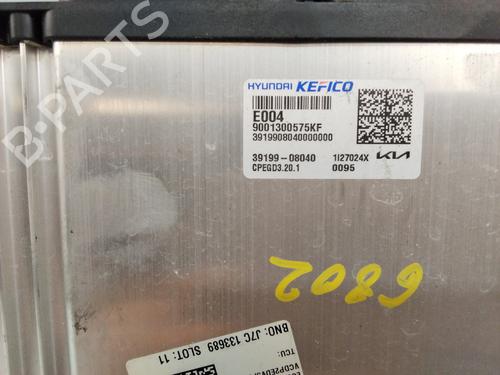 HYUNDAI KEFICO
E004
9001300575KF
3919908040000000
39199-08040 1I27024X KIA
CPEGD3.20.1 0095
6802
BNO: J7C 133689 SLOT: 11
TCU:
B-PARTS